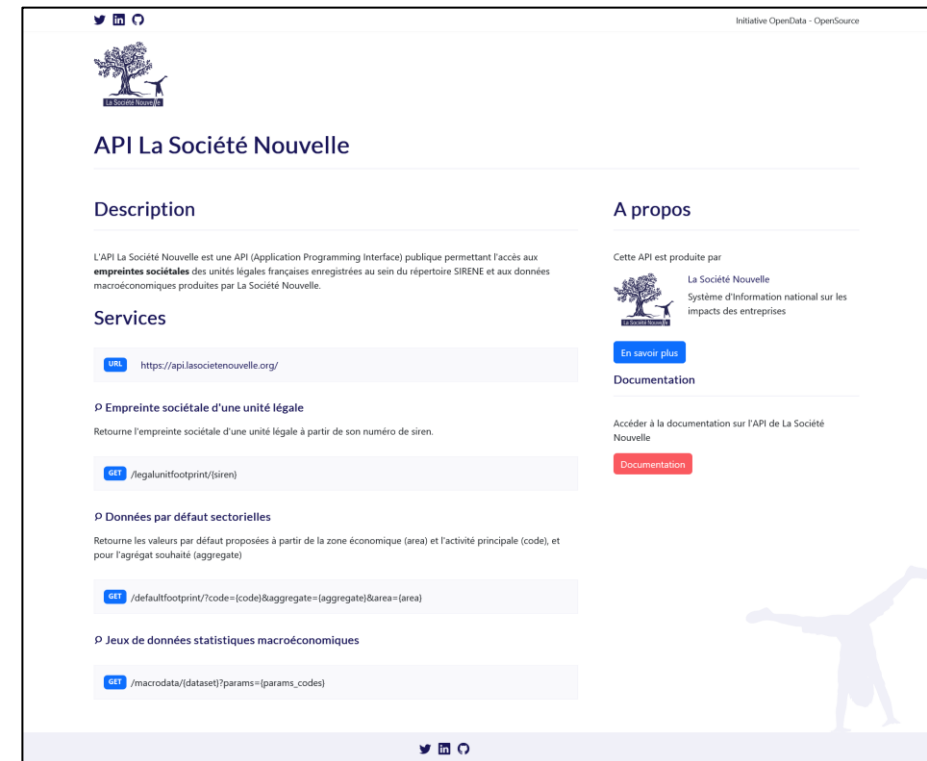 Initiative OpenData - OpenSource
La Société Nouvelle
API La Société Nouvelle
Description
L'API La Société Nouvelle est une API (Application Programming Interface) publique permettant l'accès aux
empreintes sociétales des unités légales françaises enregistrées au sein du répertoire SIRENE et aux données
macroéconomiques produites par La Société Nouvelle.
Services
URL https://api.lasocietenouvelle.org/
Empreinte sociétale d'une unité légale
Retourne l'empreinte sociétale d'une unité légale à partir de son numéro de siren.
GET /legalunitfootprint/{siren}
Données par défaut sectorielles
Retourne les valeurs par défaut proposées à partir de la zone économique (area) et l'activité principale (code), et
pour l'agrégat souhaité (aggregate)
GET /defaultfootprint/?code={code}&aggregate={aggregate}&area={area}
Jeux de données statistiques macroéconomiques
GET /macrodata/{dataset}?params={params_codes}
A propos
Cette API est produite par
La Société Nouvelle
La Société Nouvelle
Système d'Information national sur les
impacts des entreprises
En savoir plus
Documentation
Accéder à la documentation sur l'API de La Société
Nouvelle
Documentation